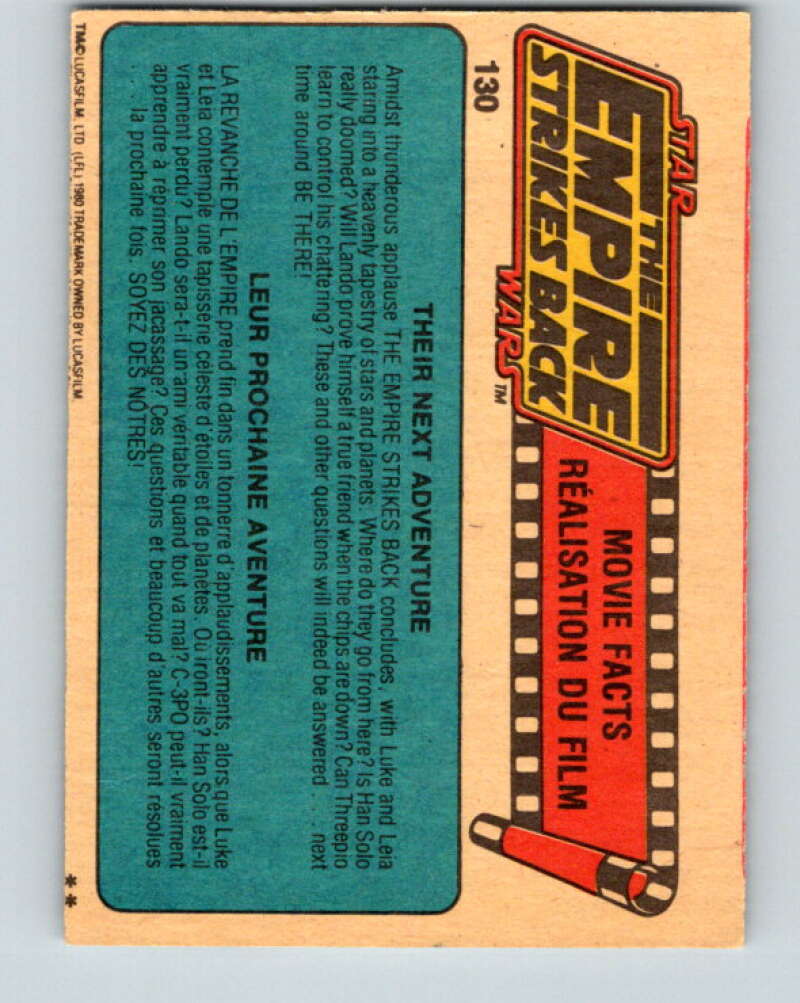 STAR
THE
EMPIRE
STRIKES BACK
WARS™
MOVIE FACTS
RÉALISATION DU FILM
130
THEIR NEXT ADVENTURE
Amidst thunderous applause THE EMPIRE STRIKES BACK concludes, with Luke and Leia
staring into a heavenly tapestry of stars and planets. Where do they go from here? Is Han Solo
really doomed? Will Lando prove himself a true friend when the chips are down? Can Threepio
learn to control his chattering? These and other questions will indeed be answered . . . next
time around BE THERE!
LEUR PROCHAINE AVENTURE
LA REVANCHE DE L'EMPIRE prend fin dans un tonnerre d'applaudissements, alors que Luke
et Leia contemple une tapisserie céleste d'étoiles et de planètes. Où iront-ils? Han Solo est-il
vraiment perdu? Lando sera-t-il un ami véritable quand tout va mal? C-3PO peut-il vraiment
apprendre à réprimer son jacassage? Ces questions et beaucoup d'autres seront résolues
. . . la prochaine fois. SOYEZ DES NÔTRES!
TM&© LUCASFILM, LTD. (LFL) 1980 TRADEMARK OWNED BY LUCASFILM.
**